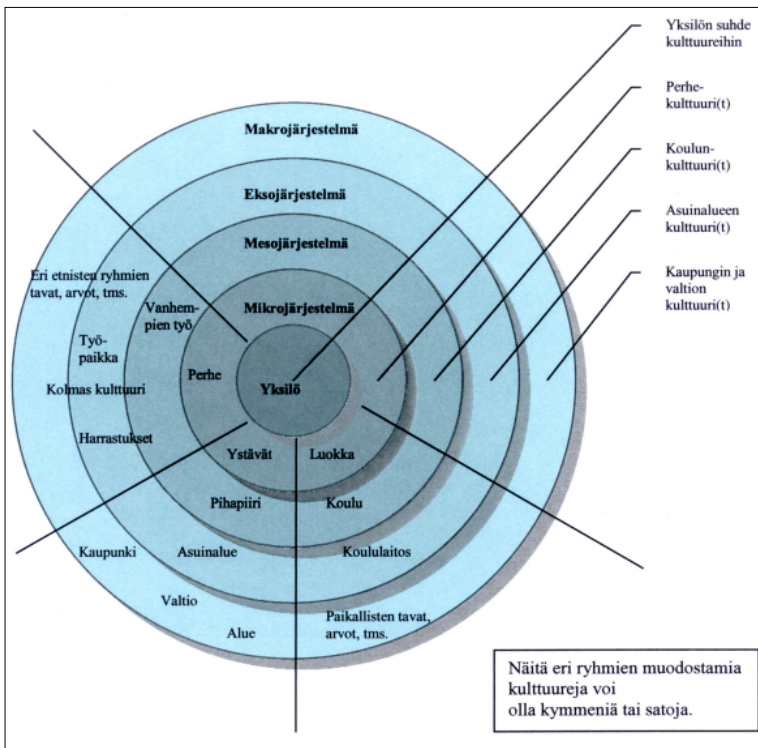 Yksilön suhde
kulttuureihin
Perhe-
kulttuuri(t)
Koulun-
kulttuuri(t)
Asuinalueen
kulttuuri(t)
Kaupungin ja
valtion
kulttuuri(t)
Makrojärjestelmä
Eksojärjestelmä
Mesojärjestelmä
Mikrojärjestelmä
Yksilö
Eri etnisten ryhmien
tavat, arvot, tms.
Vanhem-
pien työ
Työ-
paikka
Perhe
Kolmas kulttuuri
Harrastukset
Ystävät
Luokka
Pihapiiri
Koulu
Kaupunki
Asuinalue
Koululaitos
Valtio
Alue
Paikallisten tavat,
arvot, tms.
Näitä eri ryhmien muodostamia
kulttuureja voi
olla kymmeniä tai satoja.